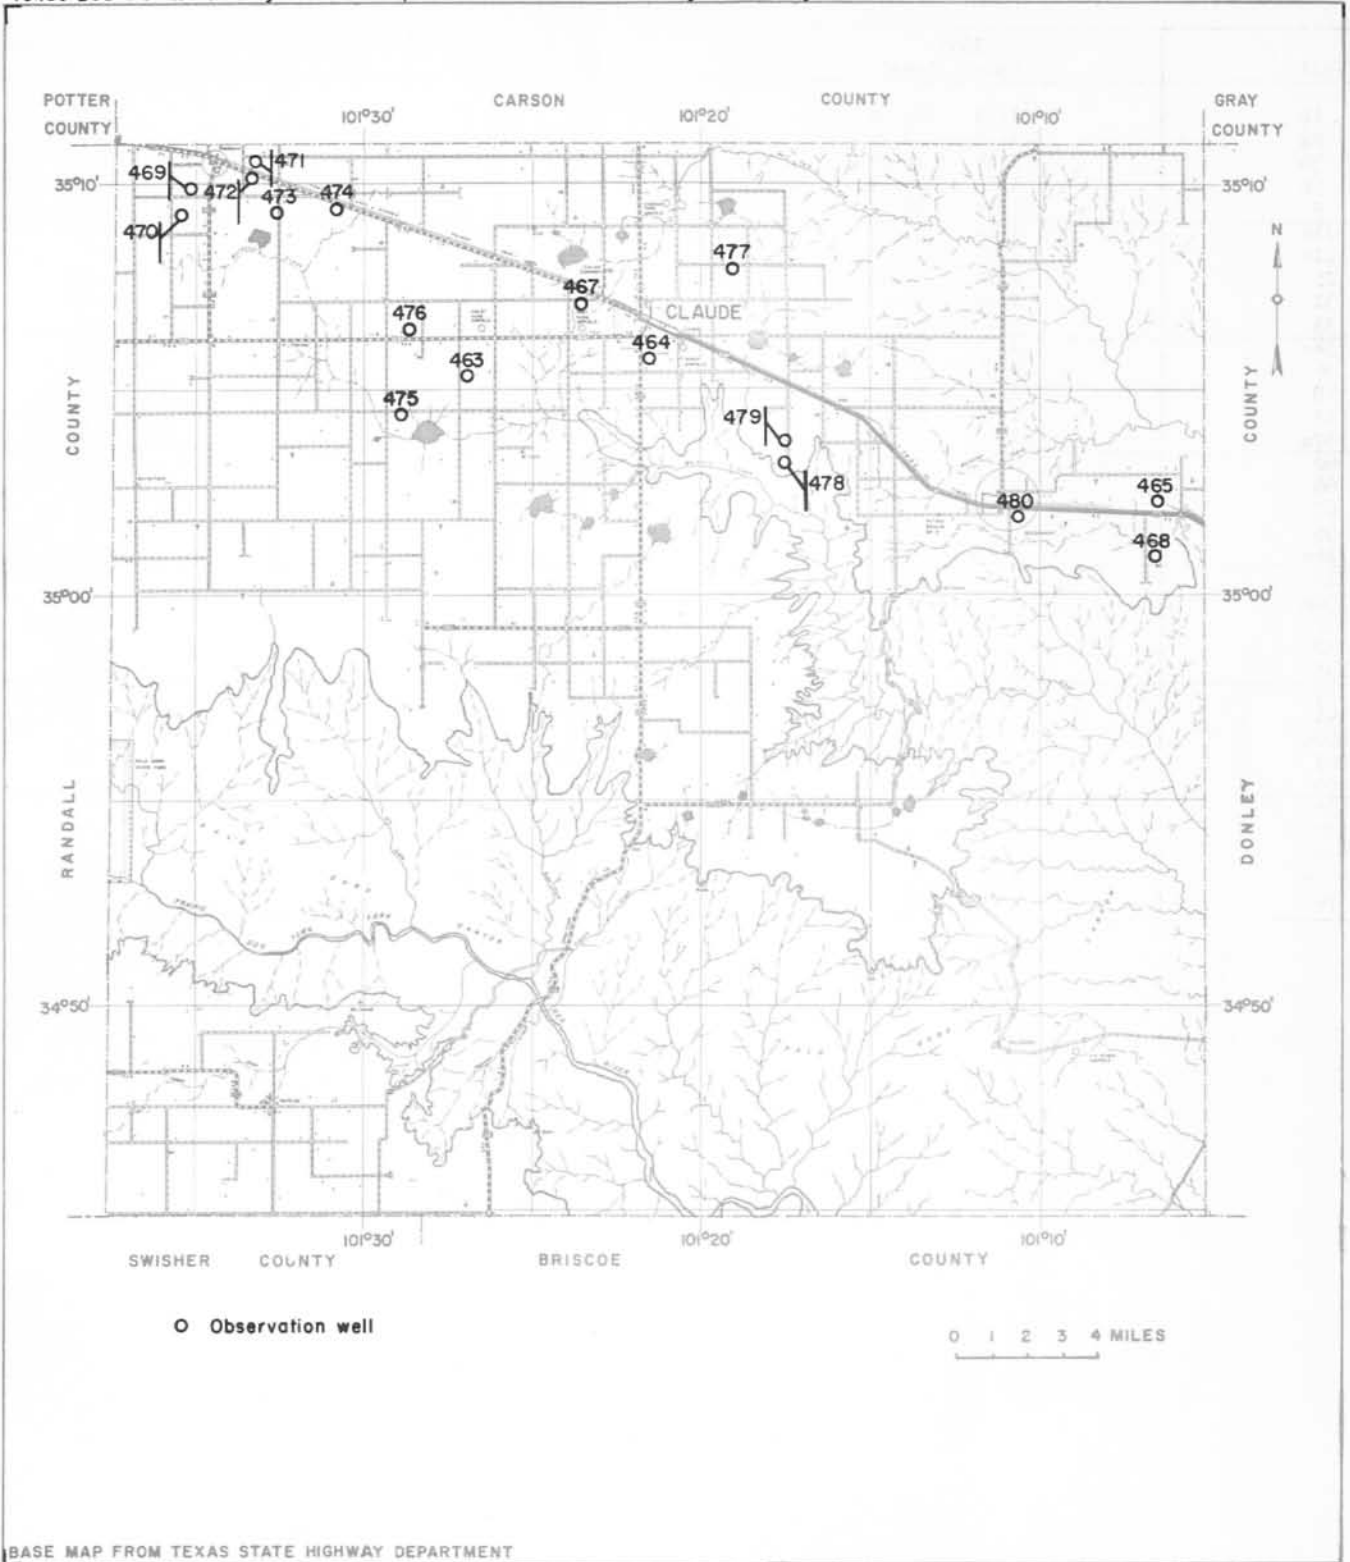 POTTER CARSON COUNTY GRAY
COUNTY 101°30' 101°20' 101°10' COUNTY
471
469
35°10' 472 473 474 35°10'
470
N
477
467
CLAUDE
476
464
463
475
COUNTY
COUNTY
479
478
465
480
468
35°00' 35°00'
RANDALL
DONLEY
34°50' 34°50'
101°30' 101°20' 101°10'
SWISHER COUNTY BRISCOE COUNTY
Observation well
0 1 2 3 4 MILES
BASE MAP FROM TEXAS STATE HIGHWAY DEPARTMENT